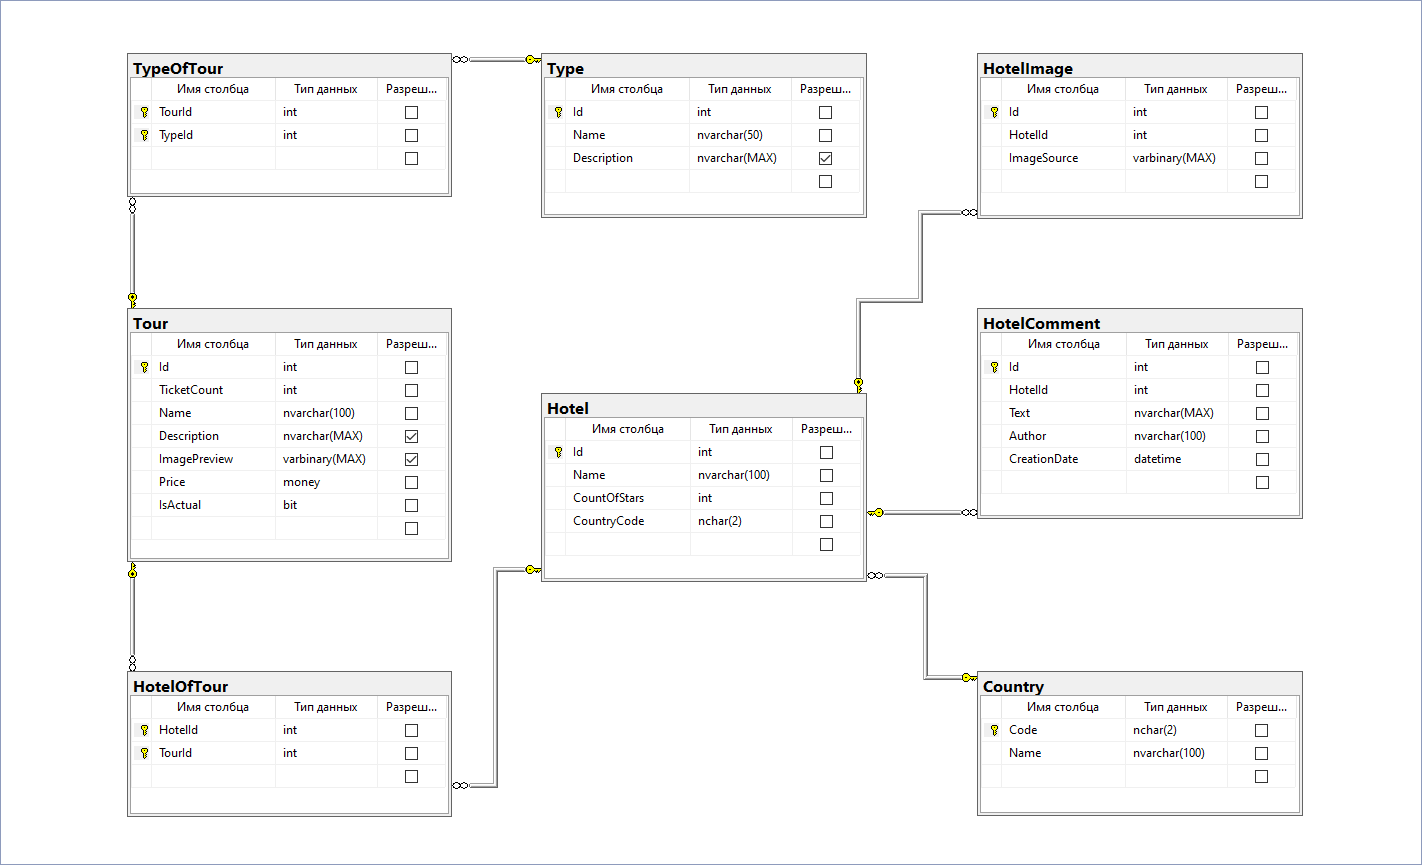 TypeOfTour
Имя столбца Тип данных Разреш...
TourId int
TypeId int
Type
Имя столбца Тип данных Разреш...
Id int
Name nvarchar(50)
Description nvarchar(MAX)
HotelImage
Имя столбца Тип данных Разреш...
Id int
HotelId int
ImageSource varbinary(MAX)
Tour
Имя столбца Тип данных Разреш...
Id int
TicketCount int
Name nvarchar(100)
Description nvarchar(MAX)
ImagePreview varbinary(MAX)
Price money
IsActual bit
Hotel
Имя столбца Тип данных Разреш...
Id int
Name nvarchar(100)
CountOfStars int
CountryCode nchar(2)
HotelComment
Имя столбца Тип данных Разреш...
Id int
HotelId int
Text nvarchar(MAX)
Author nvarchar(100)
CreationDate datetime
HotelOfTour
Имя столбца Тип данных Разреш...
HotelId int
TourId int
Country
Имя столбца Тип данных Разреш...
Code nchar(2)
Name nvarchar(100)